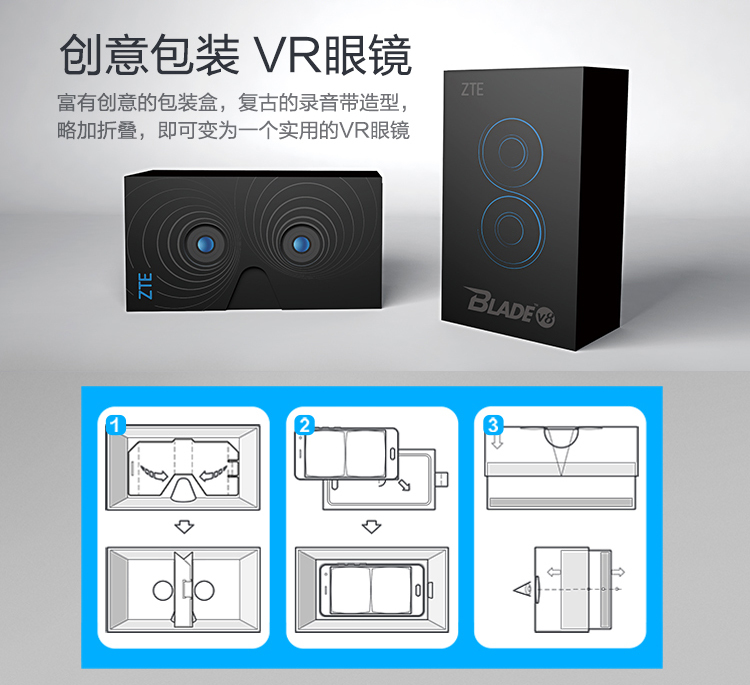 创意包装 VR眼镜
富有创意的包装盒，复古的录音带造型，
略加折叠，即可变为一个实用的VR眼镜
ZTE
BLADE V8
ZTE
1
2
3